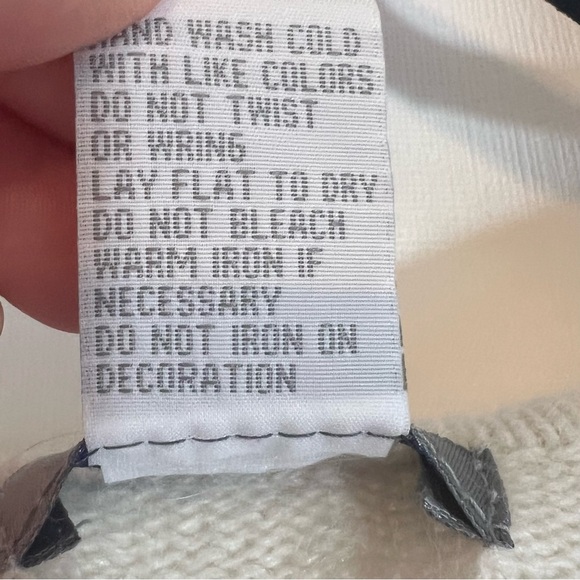 HAND WASH COLD
WITH LIKE COLORS
DO NOT TWIST
OR WRING
LAY FLAT TO DRY
DO NOT BLEACH
WARM IRON IF
NECESSARY
DO NOT IRON ON
DECORATION